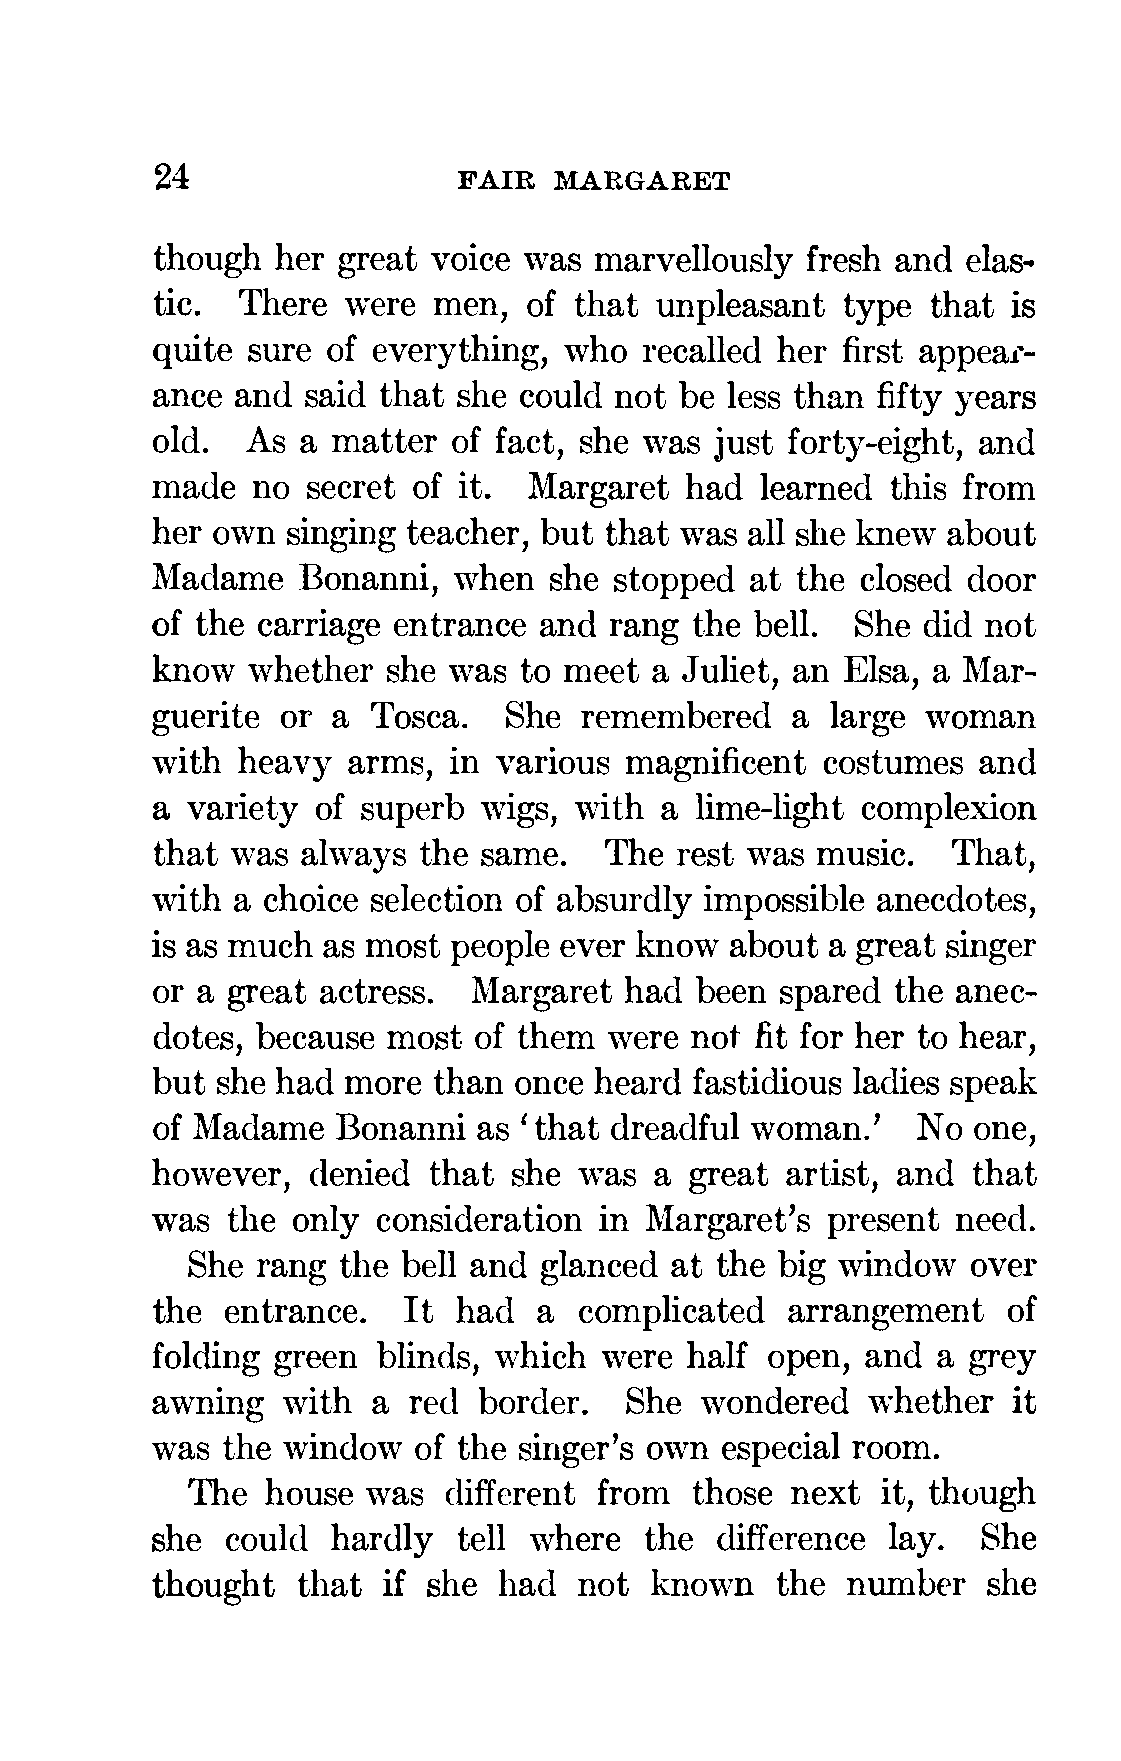 24 FAIR MARGARET
though her great voice was marvellously fresh and elas-
tic. There were men, of that unpleasant type that is
quite sure of everything, who recalled her first appear-
ance and said that she could not be less than fifty years
old. As a matter of fact, she was just forty-eight, and
made no secret of it. Margaret had learned this from
her own singing teacher, but that was all she knew about
Madame Bonanni, when she stopped at the closed door
of the carriage entrance and rang the bell. She did not
know whether she was to meet a Juliet, an Elsa, a Mar-
guerite or a Tosca. She remembered a large woman
with heavy arms, in various magnificent costumes and
a variety of superb wigs, with a lime-light complexion
that was always the same. The rest was music. That,
with a choice selection of absurdly impossible anecdotes,
is as much as most people ever know about a great singer
or a great actress. Margaret had been spared the anec-
dotes, because most of them were not fit for her to hear,
but she had more than once heard fastidious ladies speak
of Madame Bonanni as ‘that dreadful woman.’ No one,
however, denied that she was a great artist, and that
was the only consideration in Margaret’s present need.
She rang the bell and glanced at the big window over
the entrance. It had a complicated arrangement of
folding green blinds, which were half open, and a grey
awning with a red border. She wondered whether it
was the window of the singer’s own especial room.
The house was different from those next it, though
she could hardly tell where the difference lay. She
thought that if she had not known the number she